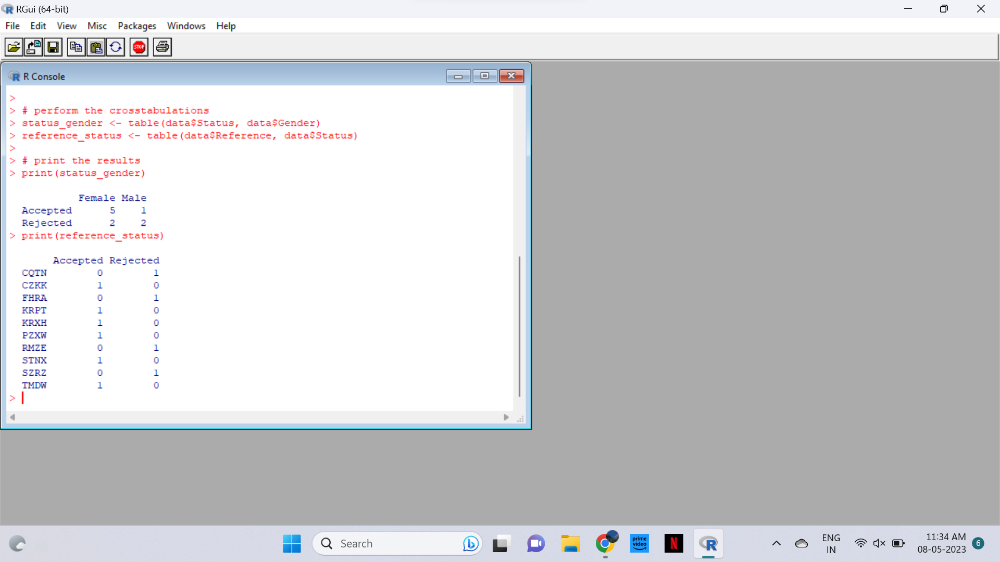 RGui (64-bit)
File Edit View Misc Packages Windows Help
STOP
R Console
>
> # perform the crosstabulations
> status_gender <- table(data$Status, data$Gender)
> reference_status <- table(data$Reference, data$Status)
>
> # print the results
> print(status_gender)
Female Male
Accepted 5 1
Rejected 2 2
> print(reference_status)
Accepted Rejected
CQTN 0 1
CZKK 1 0
FHRA 0 1
KRPT 1 0
KRXH 1 0
PZXW 1 0
RMZE 0 1
STNX 1 0
SZRZ 0 1
TMDW 1 0
>
Search
prime
video
N
R
ENG
IN
11:34 AM
08-05-2023
6